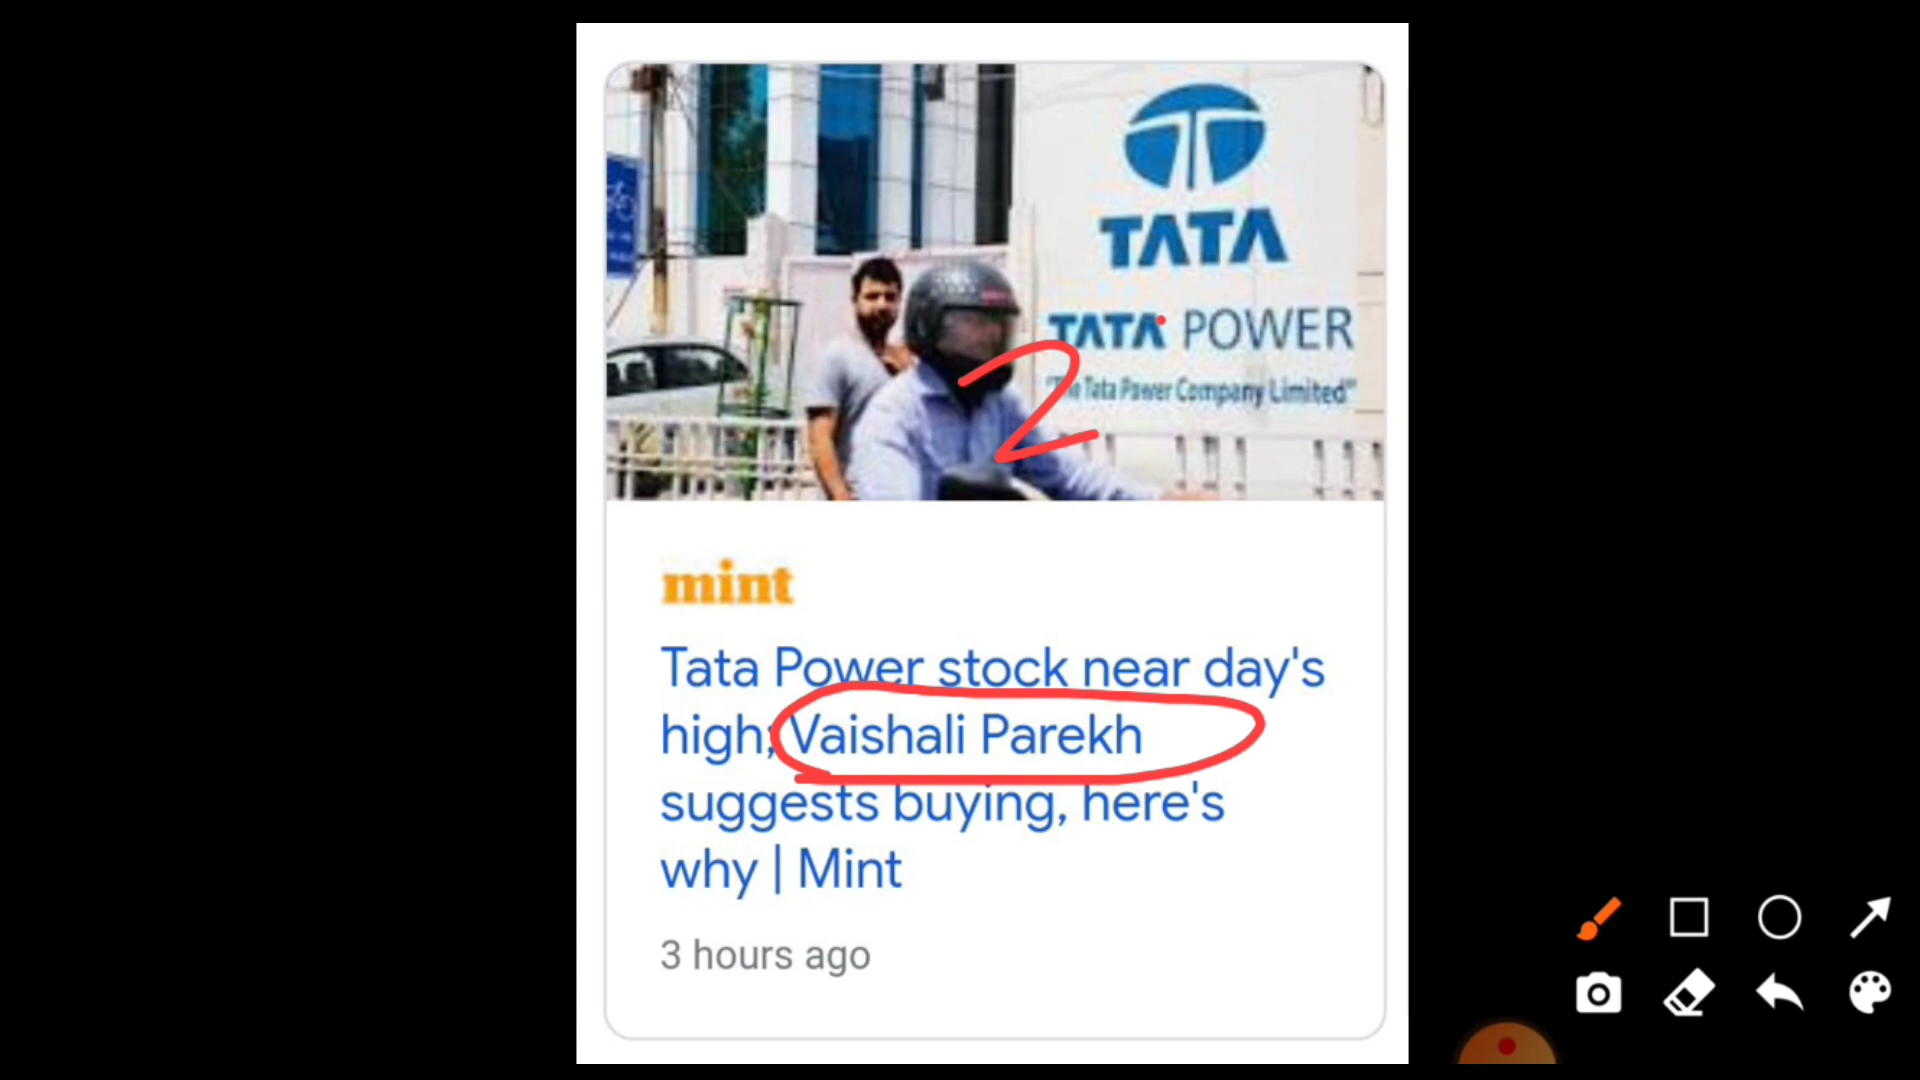 TATA
TATA POWER
"The Tata Power Company Limited"
2
mint
Tata Power stock near day's
high; Vaishali Parekh
suggests buying, here's
why | Mint
3 hours ago